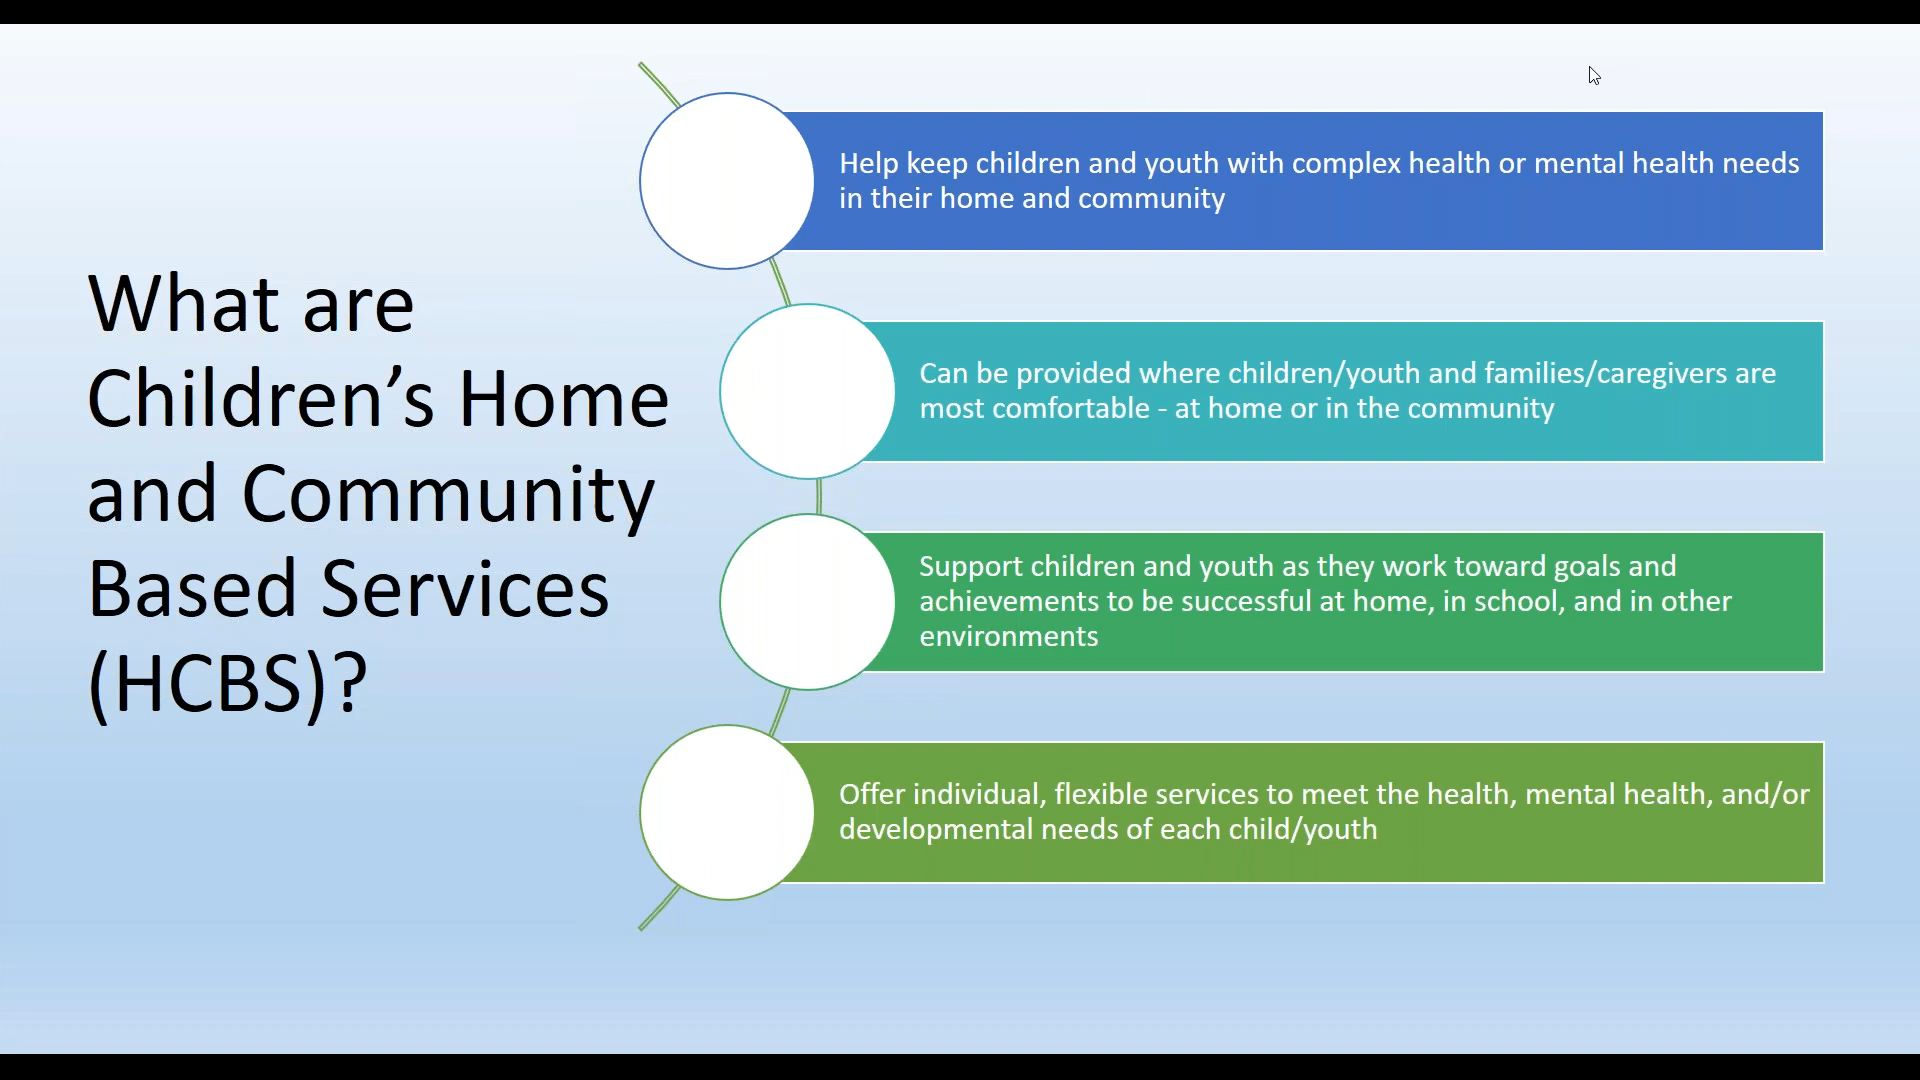 What are
Children’s Home
and Community
Based Services
(HCBS)?
Help keep children and youth with complex health or mental health needs
in their home and community
Can be provided where children/youth and families/caregivers are
most comfortable - at home or in the community
Support children and youth as they work toward goals and
achievements to be successful at home, in school, and in other
environments
Offer individual, flexible services to meet the health, mental health, and/or
developmental needs of each child/youth